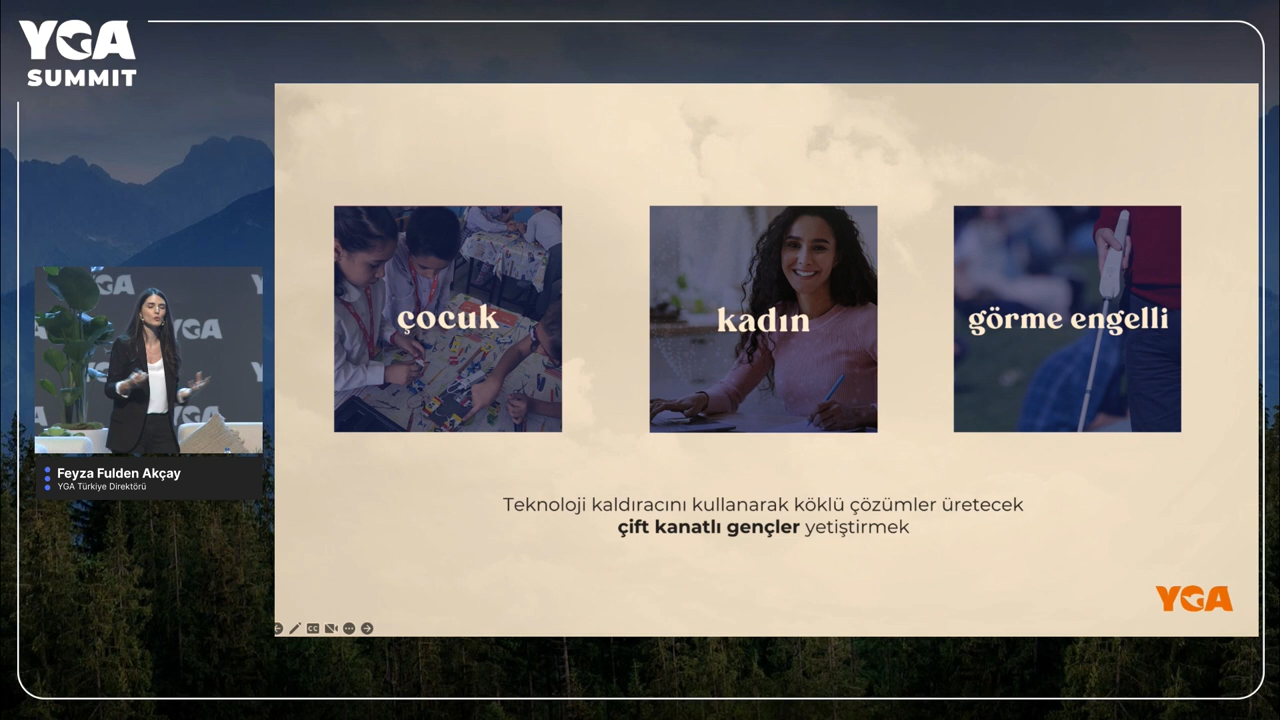 YGA
SUMMIT
çocuk
kadın
görme engelli
YGA
YGA
YGA
Feyza Fulden Akçay
YGA Türkiye Direktörü
Teknoloji kaldıracını kullanarak köklü çözümler üretecek
çift kanatlı gençler yetiştirmek
YGA
CC